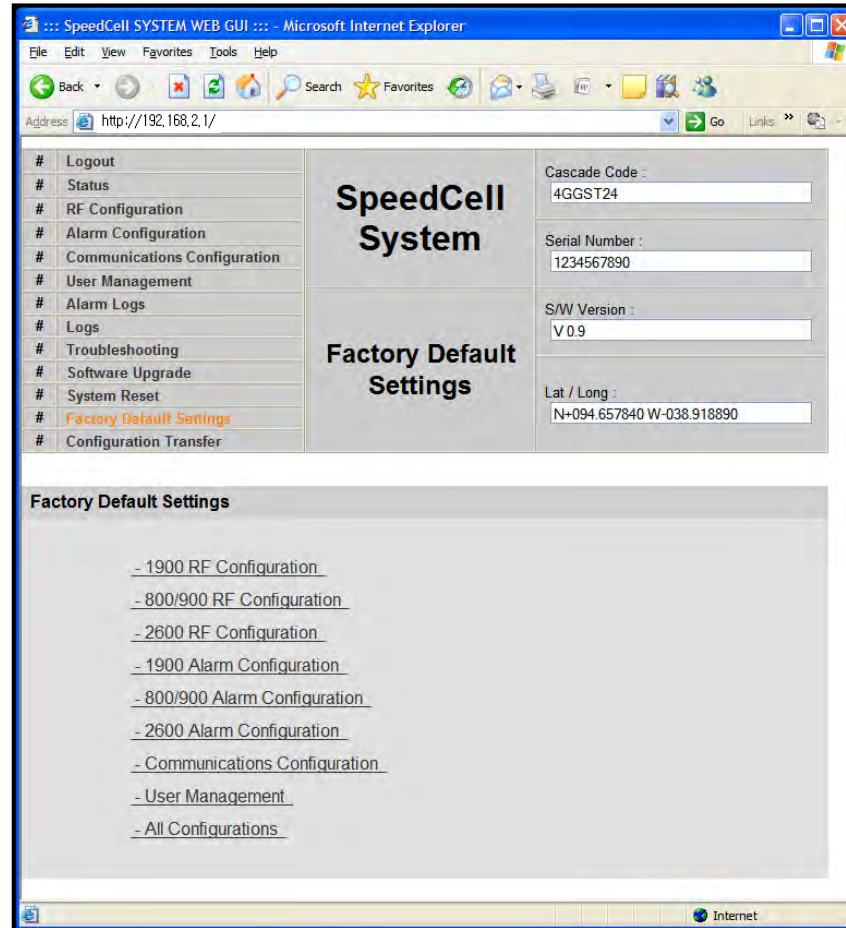 ::: SpeedCell SYSTEM WEB GUI ::: - Microsoft Internet Explorer
File Edit View Favorites Tools Help
Back Search Favorites
Address http://192,168,2,1/ Go Links »
# Logout
# Status
# RF Configuration
# Alarm Configuration
# Communications Configuration
# User Management
# Alarm Logs
# Logs
# Troubleshooting
# Software Upgrade
# System Reset
# Factory Default Settings
# Configuration Transfer
SpeedCell
System
Factory Default
Settings
Cascade Code :
4GGST24
Serial Number :
1234567890
S/W Version :
V 0.9
Lat / Long :
N+094.657840 W-038.918890
Factory Default Settings
- 1900 RF Configuration
- 800/900 RF Configuration
- 2600 RF Configuration
- 1900 Alarm Configuration
- 800/900 Alarm Configuration
- 2600 Alarm Configuration
- Communications Configuration
- User Management
- All Configurations
Internet